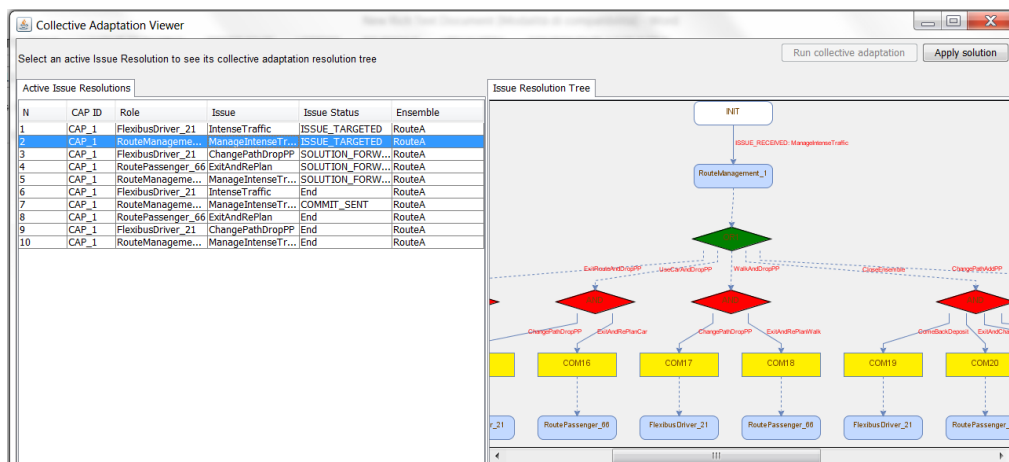 Collective Adaptation Viewer
Select an active Issue Resolution to see its collective adaptation resolution tree
Run collective adaptation
Apply solution
Active Issue Resolutions
N CAP ID Role Issue Issue Status Ensemble
1 CAP_1 FlexibusDriver_21 IntenseTraffic ISSUE_TARGETED RouteA
2 CAP_1 RouteManageme... ManageIntenseTr... ISSUE_TARGETED RouteA
3 CAP_1 FlexibusDriver_21 ChangePathDropPP SOLUTION_FORW... RouteA
4 CAP_1 RoutePassenger_66 ExitAndRePlan SOLUTION_FORW... RouteA
5 CAP_1 RouteManageme... ManageIntenseTr... SOLUTION_FORW... RouteA
6 CAP_1 FlexibusDriver_21 IntenseTraffic End RouteA
7 CAP_1 RouteManageme... ManageIntenseTr... COMMIT_SENT RouteA
8 CAP_1 RoutePassenger_66 ExitAndRePlan End RouteA
9 CAP_1 FlexibusDriver_21 ChangePathDropPP End RouteA
10 CAP_1 RouteManageme... ManageIntenseTr... End RouteA
Issue Resolution Tree
INIT
ISSUE_RECEIVED: ManageIntenseTraffic
RouteManagement_1
ExitRouteAndDropPP UseCarAndDropPP WalkAndDropPP CloseEnsemble ChangePathAddPP
ChangePathDropPP ExitAndRePlanCar ChangePathDropPP ExitAndRePlanWalk ComeBackDeposit ExitAndCha
COM16 COM17 COM18 COM19 COM20
r_21 RoutePassenger_66 FlexibusDriver_21 RoutePassenger_66 FlexibusDriver_21 RoutePassenger_